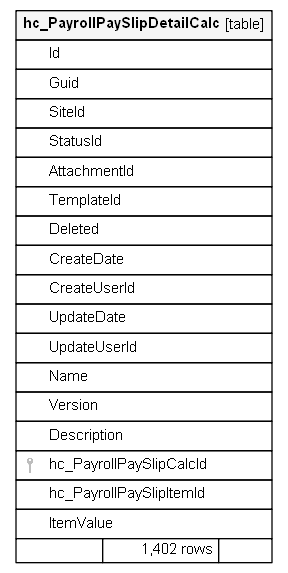 hc_PayrollPaySlipDetailCalc [table]
Id
Guid
SiteId
StatusId
AttachmentId
TemplateId
Deleted
CreateDate
CreateUserId
UpdateDate
UpdateUserId
Name
Version
Description
hc_PayrollPaySlipCalcId
hc_PayrollPaySlipItemId
ItemValue
1,402 rows